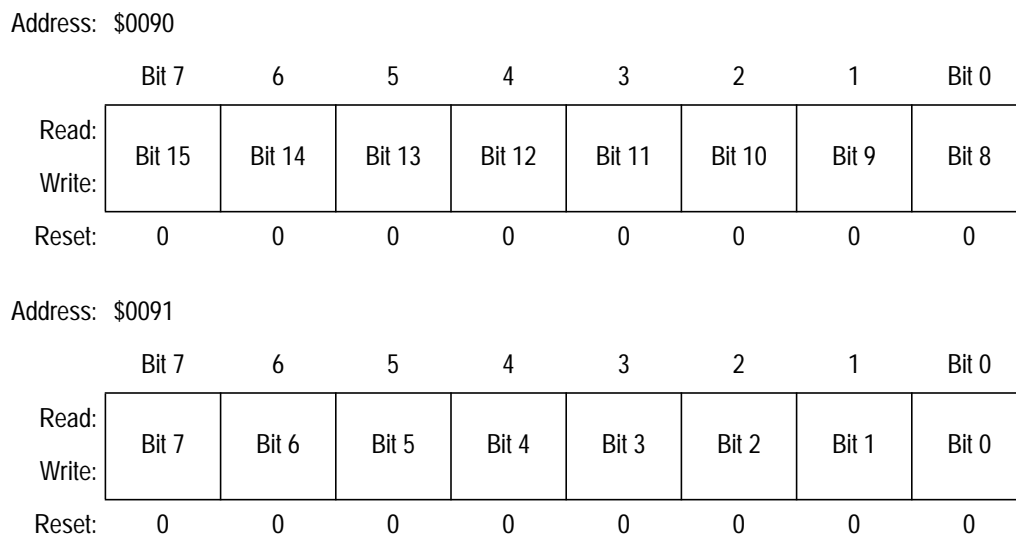 Address: $0090
Bit 7 6 5 4 3 2 1 Bit 0
Read:
Bit 15 Bit 14 Bit 13 Bit 12 Bit 11 Bit 10 Bit 9 Bit 8
Write:
Reset: 0 0 0 0 0 0 0 0
Address: $0091
Bit 7 6 5 4 3 2 1 Bit 0
Read:
Bit 7 Bit 6 Bit 5 Bit 4 Bit 3 Bit 2 Bit 1 Bit 0
Write:
Reset: 0 0 0 0 0 0 0 0